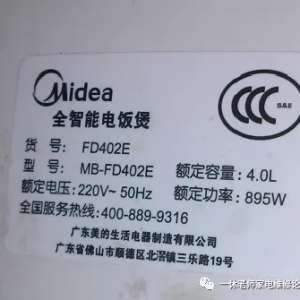 Midea
CCC
S&E
全智能电饭煲
货 号: FD402E
型 号: MB-FD402E 额定容量: 4.0L
额定电压: 220V~ 50Hz 额定功率: 895W
全国服务热线: 400-889-9316
广东美的生活电器制造有限公司
广东省佛山市顺德区北滘镇三乐路19号
一休老师家电维修论